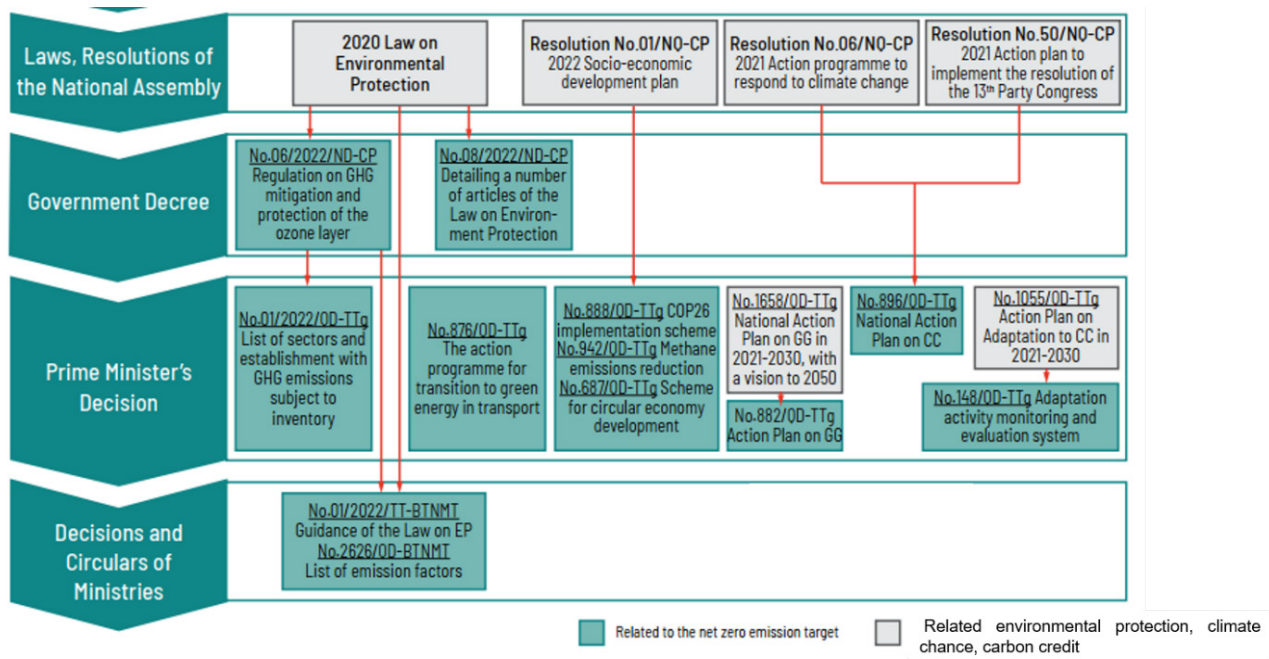 Laws, Resolutions of
the National Assembly
2020 Law on
Environmental
Protection
Resolution No.01/NQ-CP
2022 Socio-economic
development plan
Resolution No.06/NQ-CP
2021 Action programme to
respond to climate change
Resolution No.50/NQ-CP
2021 Action plan to
implement the resolution of
the 13th Party Congress
Government Decree
No.06/2022/ND-CP
Regulation on GHG
mitigation and
protection of the
ozone layer
No.08/2022/ND-CP
Detailing a number
of articles of the
Law on Environ-
ment Protection
Prime Minister's
Decision
No.01/2022/QD-TTg
List of sectors and
establishment with
GHG emissions
subject to
inventory
No.876/QD-TTg
The action
programme for
transition to green
energy in transport
No.888/QD-TTg COP26
implementation scheme
No.942/QD-TTg Methane
emissions reduction
No.687/QD-TTg Scheme
for circular economy
development
No.1658/QD-TTg
National Action
Plan on GG in
2021-2030, with
a vision to 2050
No.882/QD-TTg
Action Plan on GG
No.896/QD-TTg
National Action
Plan on CC
No.1055/QD-TTg
Action Plan on
Adaptation to CC in
2021-2030
No.148/QD-TTg Adaptation
activity monitoring and
evaluation system
Decisions and
Circulars of
Ministries
No.01/2022/TT-BTNMT
Guidance of the Law on EP
No.2626/QD-BTNMT
List of emission factors
Related to the net zero emission target
Related environmental protection, climate
chance, carbon credit